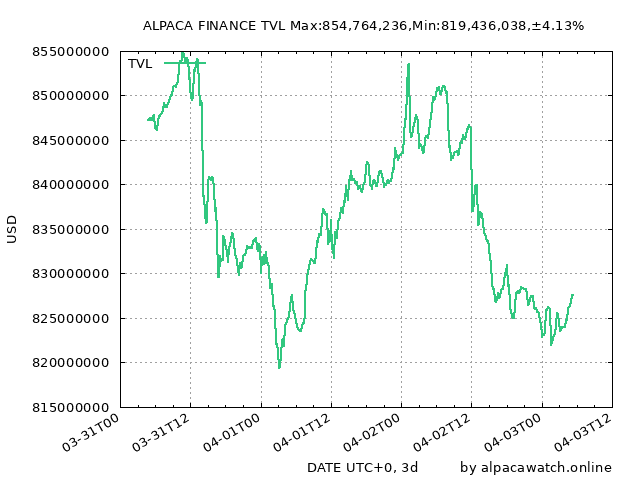 ALPACA FINANCE TVL Max:854,764,236,Min:819,436,038,±4.13%
TVL
855000000
850000000
845000000
840000000
835000000
830000000
825000000
820000000
815000000
USD
03-31T00
03-31T12
04-01T00
04-01T12
04-02T00
04-02T12
04-03T00
04-03T12
DATE UTC+0, 3d
by alpacawatch.online